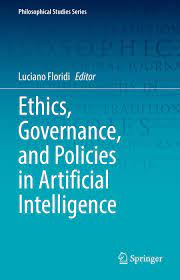 Philosophical Studies Series
Luciano Floridi Editor
Ethics,
Governance,
and Policies
in Artificial
Intelligence
Springer